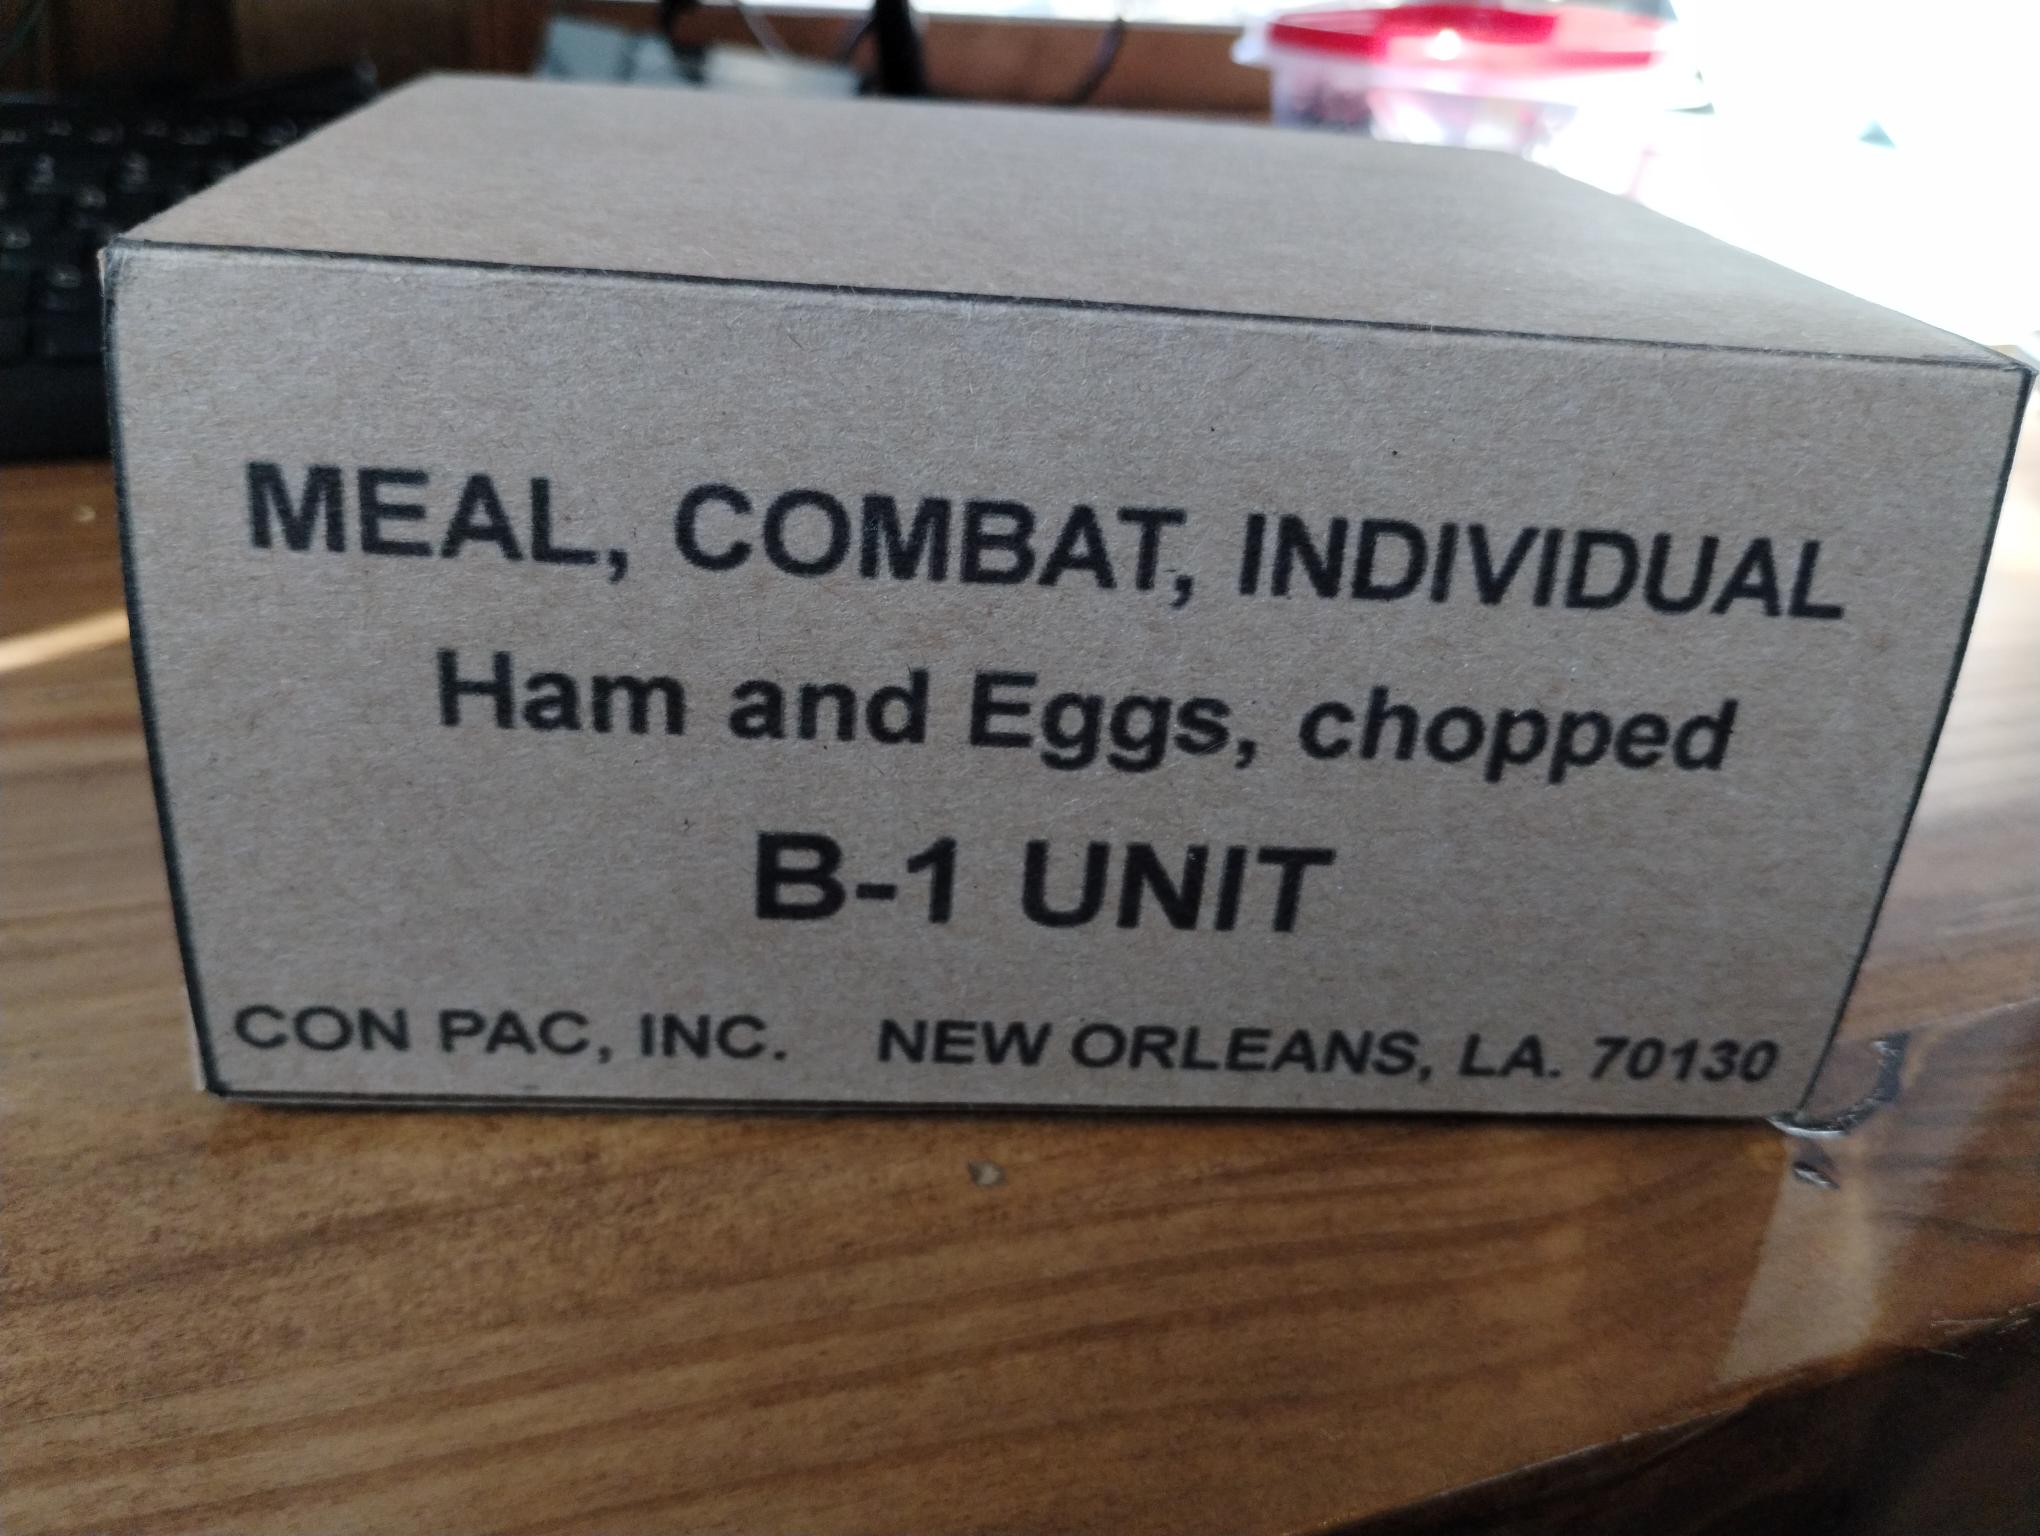 MEAL, COMBAT, INDIVIDUAL
Ham and Eggs, chopped
B-1 UNIT
CON PAC, INC. NEW ORLEANS, LA. 70130